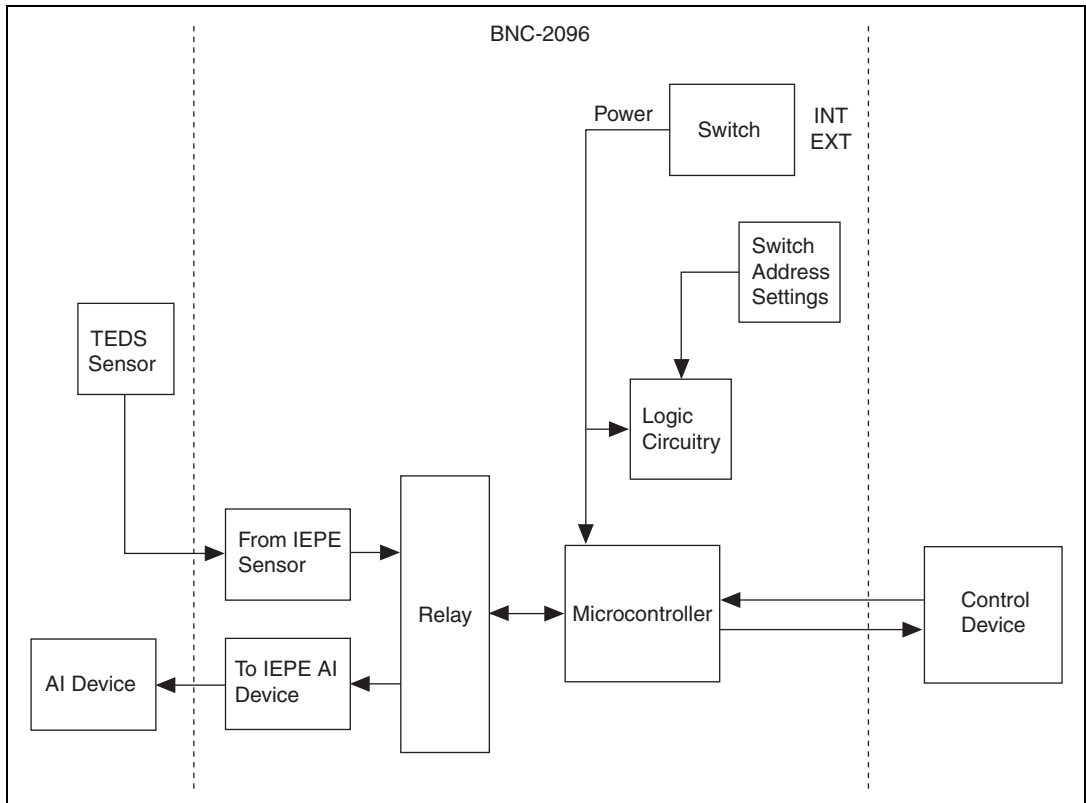 BNC-2096
Power
Switch
INT
EXT
Switch
Address
Settings
TEDS
Sensor
Logic
Circuitry
From IEPE
Sensor
Relay
Microcontroller
Control
Device
To IEPE AI
Device
AI Device